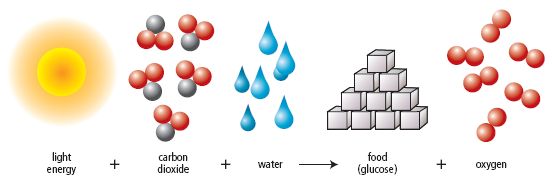 light energy + carbon dioxide + water → food (glucose) + oxygen